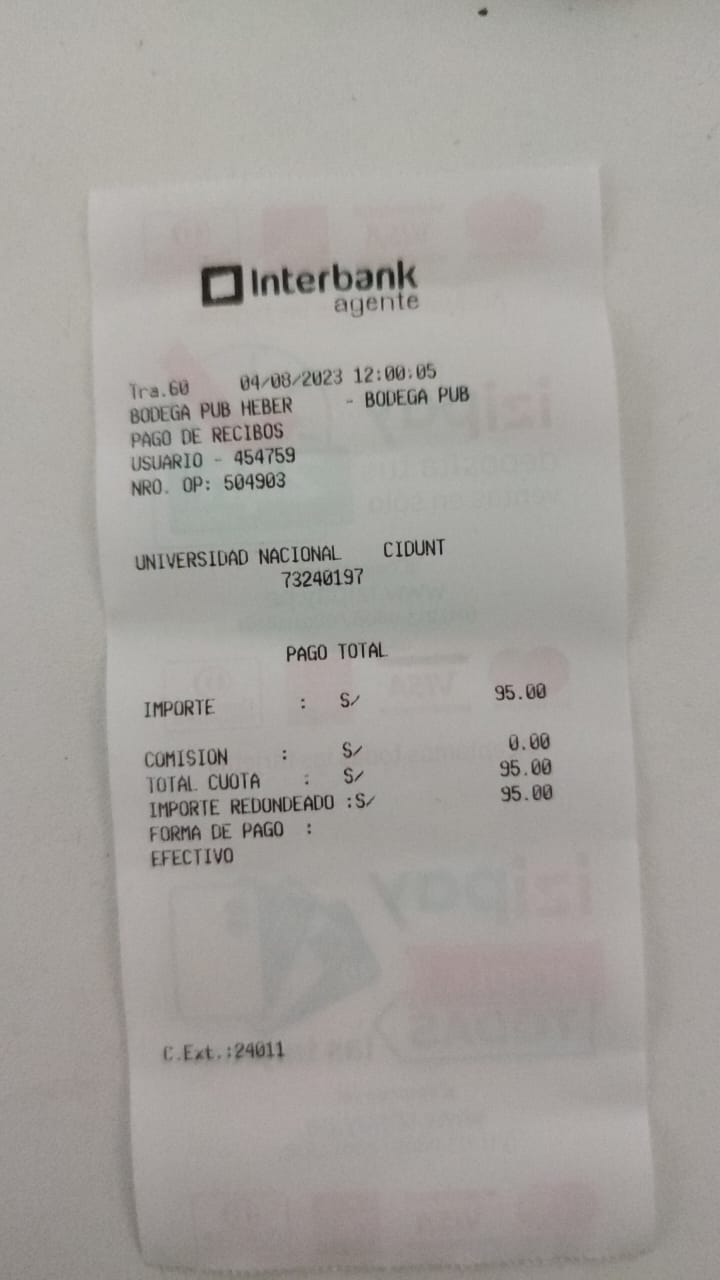 Interbank
agente
Tra.60 04/08/2023 12:00:05
BODEGA PUB HEBER - BODEGA PUB
PAGO DE RECIBOS
USUARIO - 454759
NRO. OP: 504903
UNIVERSIDAD NACIONAL CIDUNT
73240197
PAGO TOTAL
IMPORTE : S/ 95.00
COMISION : S/ 0.00
TOTAL CUOTA : S/ 95.00
IMPORTE REDONDEADO :S/ 95.00
FORMA DE PAGO :
EFECTIVO
C.Ext.:24011